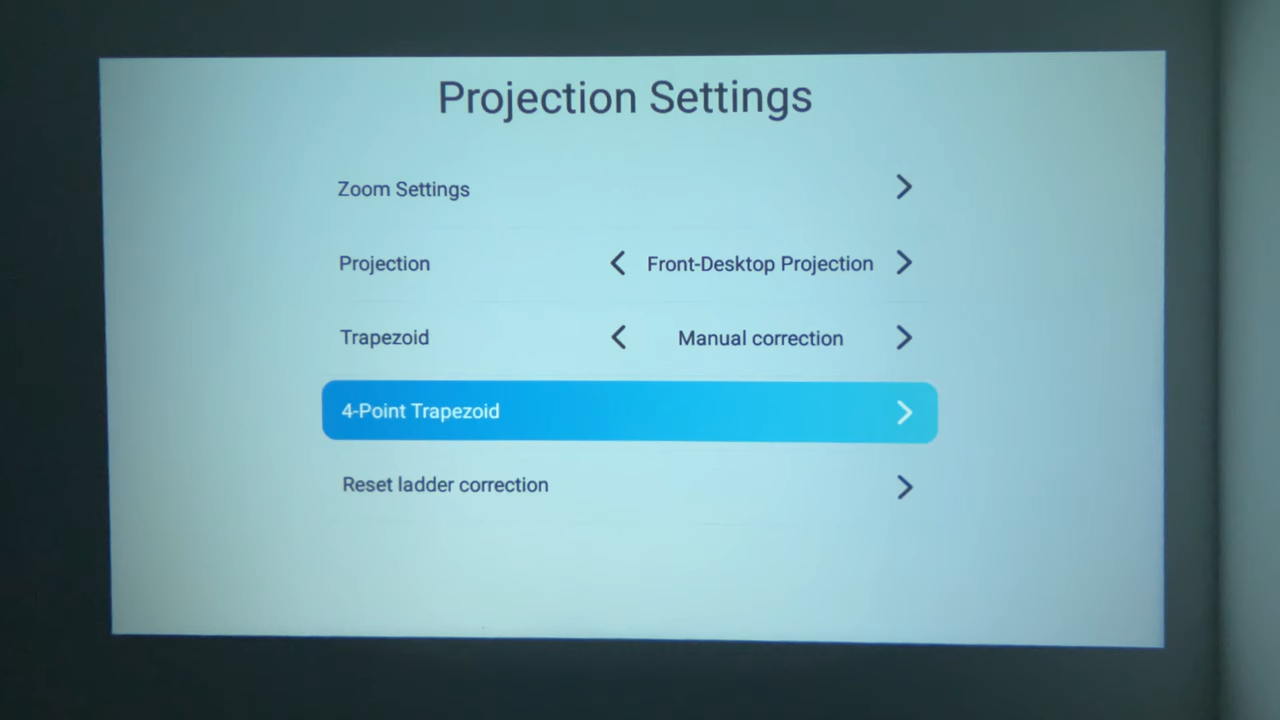 Projection Settings
Zoom Settings
Projection Front-Desktop Projection
Trapezoid Manual correction
4-Point Trapezoid
Reset ladder correction